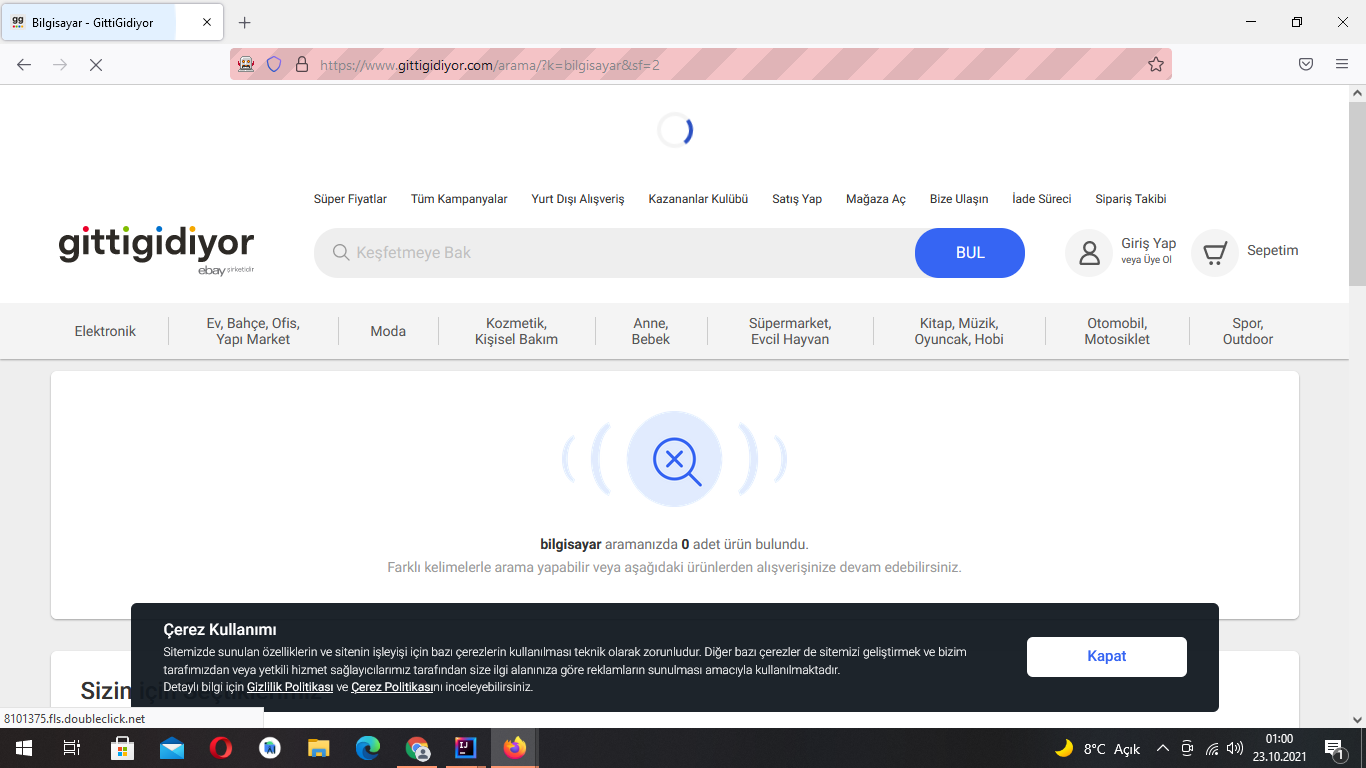 Bilgisayar - GittiGidiyor
https://www.gittigidiyor.com/arama/?k=bilgisayar&sf=2
Süper Fiyatlar Tüm Kampanyalar Yurt Dışı Alışveriş Kazananlar Kulübü Satış Yap Mağaza Aç Bize Ulaşın İade Süreci Sipariş Takibi
gittigidiyor
ebay şirketidir
Keşfetmeye Bak
BUL
Giriş Yap
veya Üye Ol
Sepetim
Elektronik
Ev, Bahçe, Ofis,
Yapı Market
Moda
Kozmetik,
Kişisel Bakım
Anne,
Bebek
Süpermarket,
Evcil Hayvan
Kitap, Müzik,
Oyuncak, Hobi
Otomobil,
Motosiklet
Spor,
Outdoor
bilgisayar aramanızda 0 adet ürün bulundu.
Farklı kelimelerle arama yapabilir veya aşağıdaki ürünlerden alışverişinize devam edebilirsiniz.
Çerez Kullanımı
Sitemizde sunulan özelliklerin ve sitenin işleyişi için bazı çerezlerin kullanılması teknik olarak zorunludur. Diğer bazı çerezler de sitemizi geliştirmek ve bizim
tarafımızdan veya yetkili hizmet sağlayıcılarımız tarafından size ilgi alanınıza göre reklamların sunulması amacıyla kullanılmaktadır.
Detaylı bilgi için Gizlilik Politikası ve Çerez Politikasını inceleyebilirsiniz.
Kapat
Sizin
8101375.fls.doubleclick.net
8°C Açık
01:00
23.10.2021
1